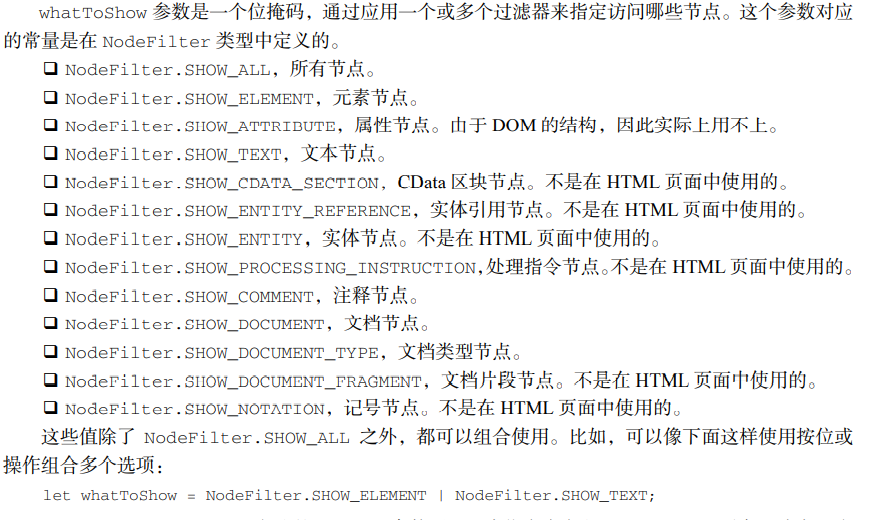 whatToShow 参数是一个位掩码，通过应用一个或多个过滤器来指定访问哪些节点。这个参数对应
的常量是在 NodeFilter 类型中定义的。
❑ NodeFilter.SHOW_ALL，所有节点。
❑ NodeFilter.SHOW_ELEMENT，元素节点。
❑ NodeFilter.SHOW_ATTRIBUTE，属性节点。由于 DOM 的结构，因此实际上用不上。
❑ NodeFilter.SHOW_TEXT，文本节点。
❑ NodeFilter.SHOW_CDATA_SECTION，CData 区块节点。不是在 HTML 页面中使用的。
❑ NodeFilter.SHOW_ENTITY_REFERENCE，实体引用节点。不是在 HTML 页面中使用的。
❑ NodeFilter.SHOW_ENTITY，实体节点。不是在 HTML 页面中使用的。
❑ NodeFilter.SHOW_PROCESSING_INSTRUCTION，处理指令节点。不是在 HTML 页面中使用的。
❑ NodeFilter.SHOW_COMMENT，注释节点。
❑ NodeFilter.SHOW_DOCUMENT，文档节点。
❑ NodeFilter.SHOW_DOCUMENT_TYPE，文档类型节点。
❑ NodeFilter.SHOW_DOCUMENT_FRAGMENT，文档片段节点。不是在 HTML 页面中使用的。
❑ NodeFilter.SHOW_NOTATION，记号节点。不是在 HTML 页面中使用的。
这些值除了 NodeFilter.SHOW_ALL 之外，都可以组合使用。比如，可以像下面这样使用按位或
操作组合多个选项：
let whatToShow = NodeFilter.SHOW_ELEMENT | NodeFilter.SHOW_TEXT;